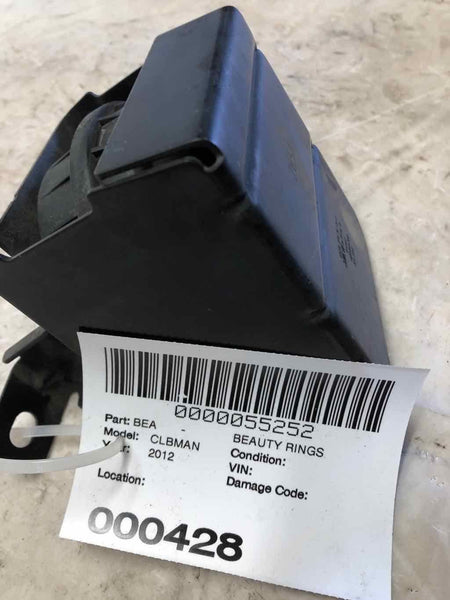 0000055252
Part: BEA - BEAUTY RINGS
Model: CLBMAN Condition:
Year: 2012 VIN:
Location: Damage Code:
000428